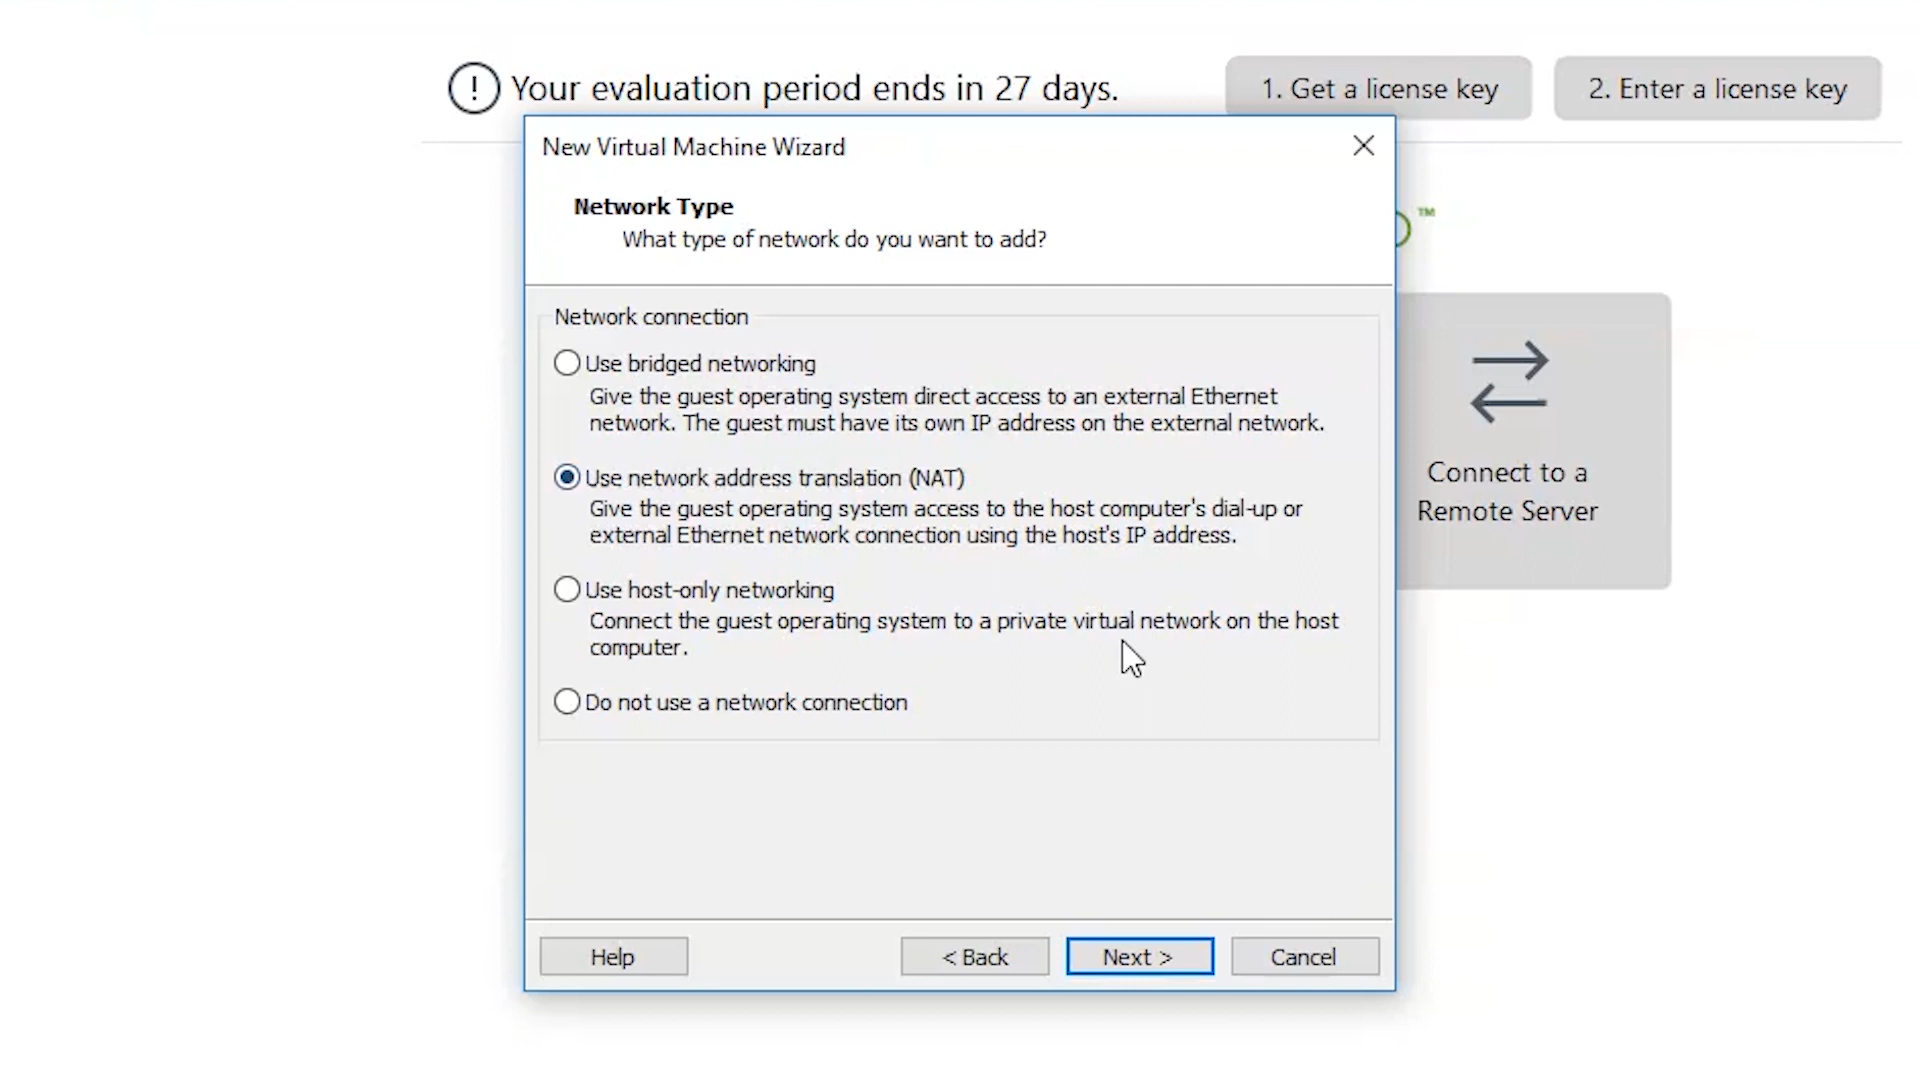 Your evaluation period ends in 27 days.
1. Get a license key
2. Enter a license key
New Virtual Machine Wizard
Network Type
What type of network do you want to add?
™
Network connection
Use bridged networking
Give the guest operating system direct access to an external Ethernet
network. The guest must have its own IP address on the external network.
Use network address translation (NAT)
Give the guest operating system access to the host computer's dial-up or
external Ethernet network connection using the host's IP address.
Connect to a
Remote Server
Use host-only networking
Connect the guest operating system to a private virtual network on the host
computer.
Do not use a network connection
Help
< Back
Next >
Cancel